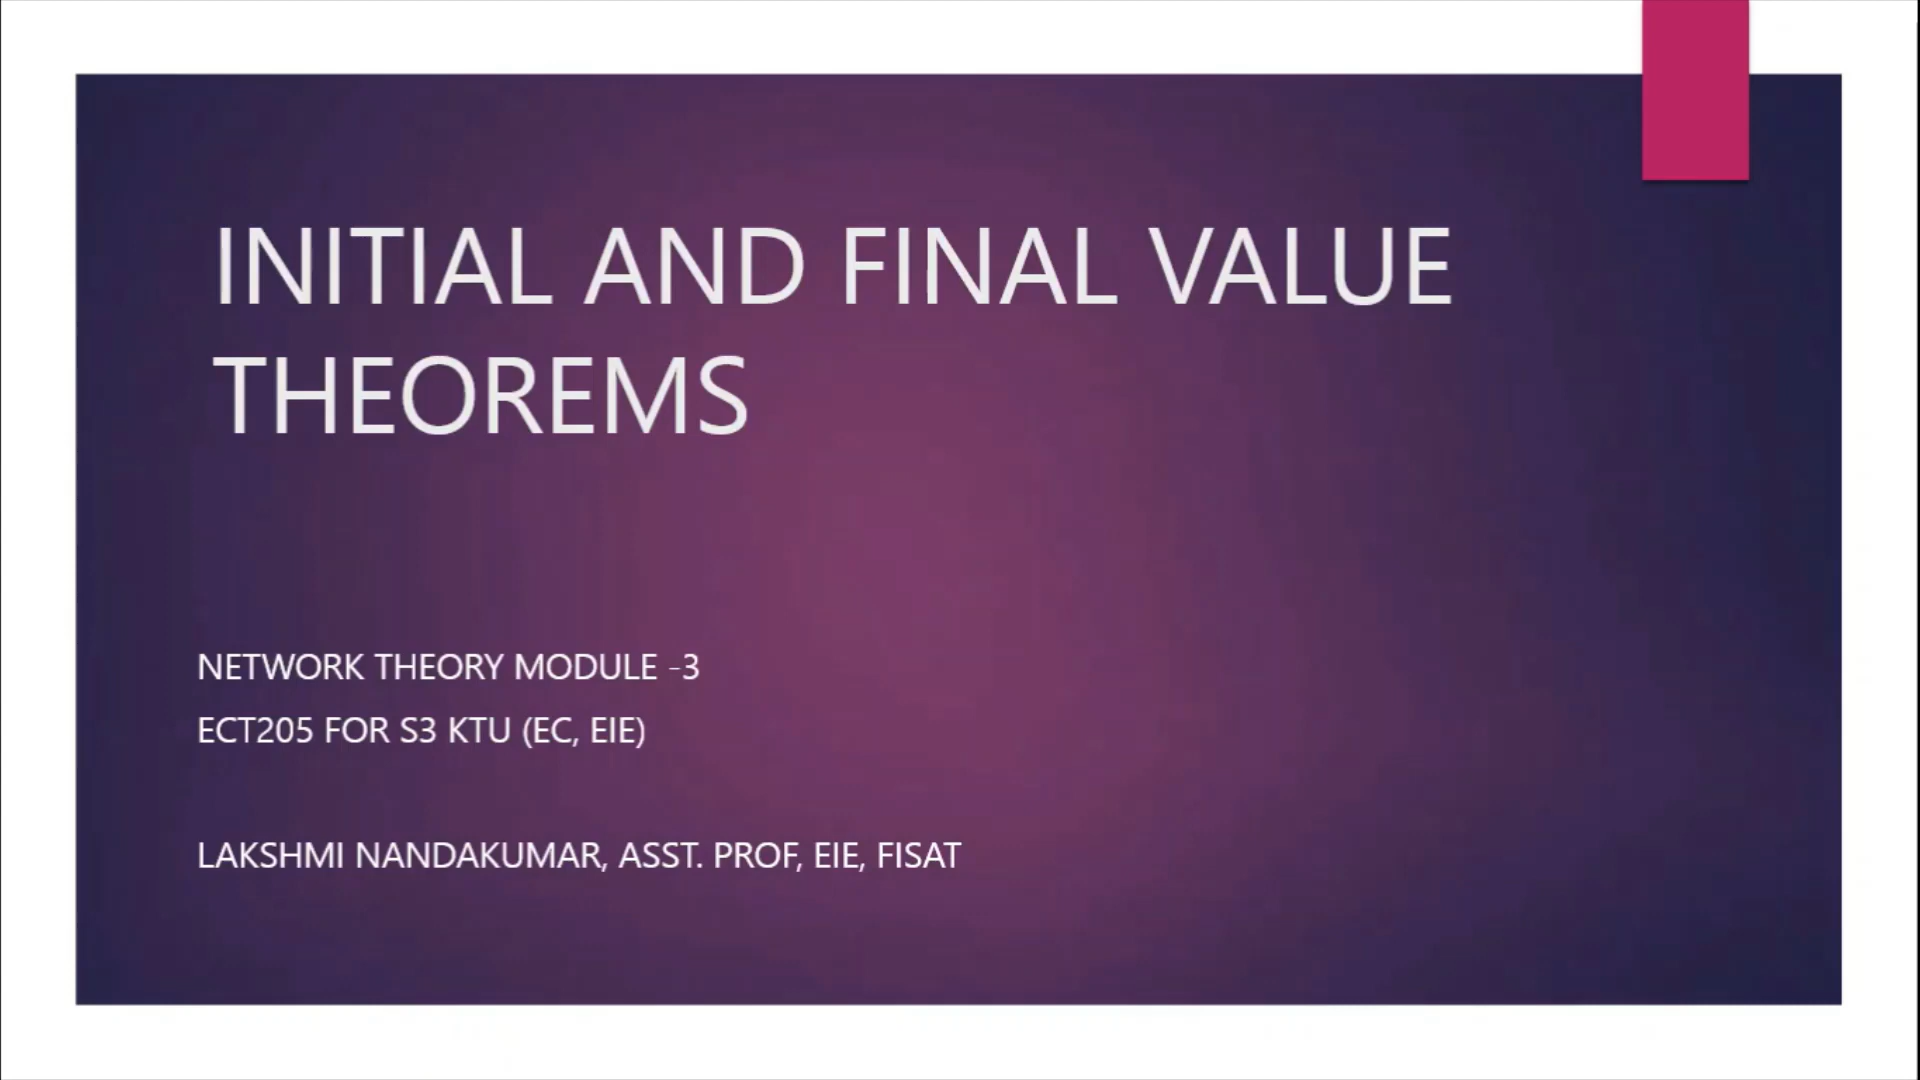 INITIAL AND FINAL VALUE
THEOREMS
NETWORK THEORY MODULE -3
ECT205 FOR S3 KTU (EC, EIE)
LAKSHMI NANDAKUMAR, ASST. PROF, EIE, FISAT